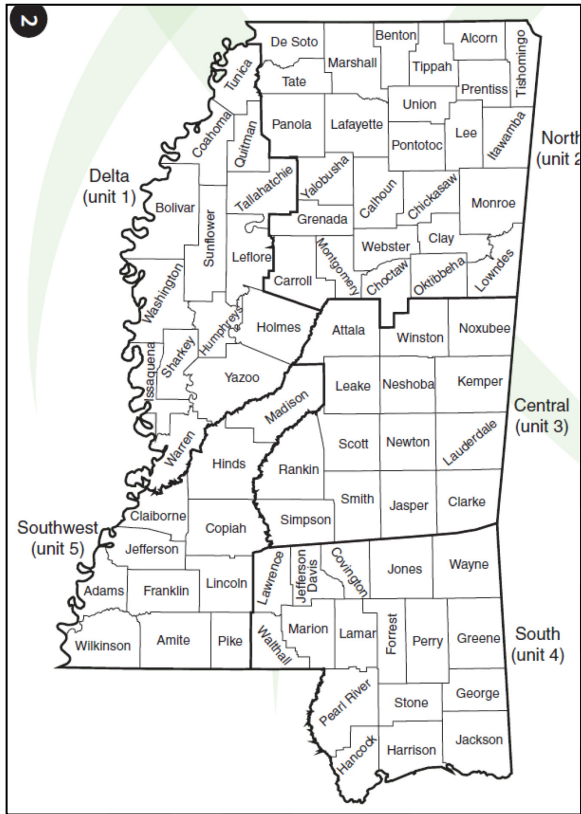 2
De Soto
Marshall
Benton
Tippah
Alcorn
Tishomingo
Tunica
Tate
Union
Prentiss
Coahoma
Quitman
Panola
Lafayette
Pontotoc
Lee
Itawamba
North
(unit 2
Delta
(unit 1)
Bolivar
Sunflower
Tallahatchie
Yalobusha
Calhoun
Chickasaw
Monroe
Grenada
Leflore
Webster
Clay
Washington
Carroll
Montgomery
Choctaw
Oktibbeha
Lowndes
Humphreys
Holmes
Attala
Winston
Noxubee
Issaquena
Sharkey
Yazoo
Leake
Neshoba
Kemper
Madison
Central
(unit 3)
Warren
Hinds
Rankin
Scott
Newton
Lauderdale
Claiborne
Copiah
Simpson
Smith
Jasper
Clarke
Southwest
(unit 5)
Jefferson
Lawrence
Jefferson
Davis
Covington
Jones
Wayne
Adams
Franklin
Lincoln
Wilkinson
Amite
Pike
Walthall
Marion
Lamar
Forrest
Perry
Greene
South
(unit 4)
Pearl River
Stone
George
Hancock
Harrison
Jackson